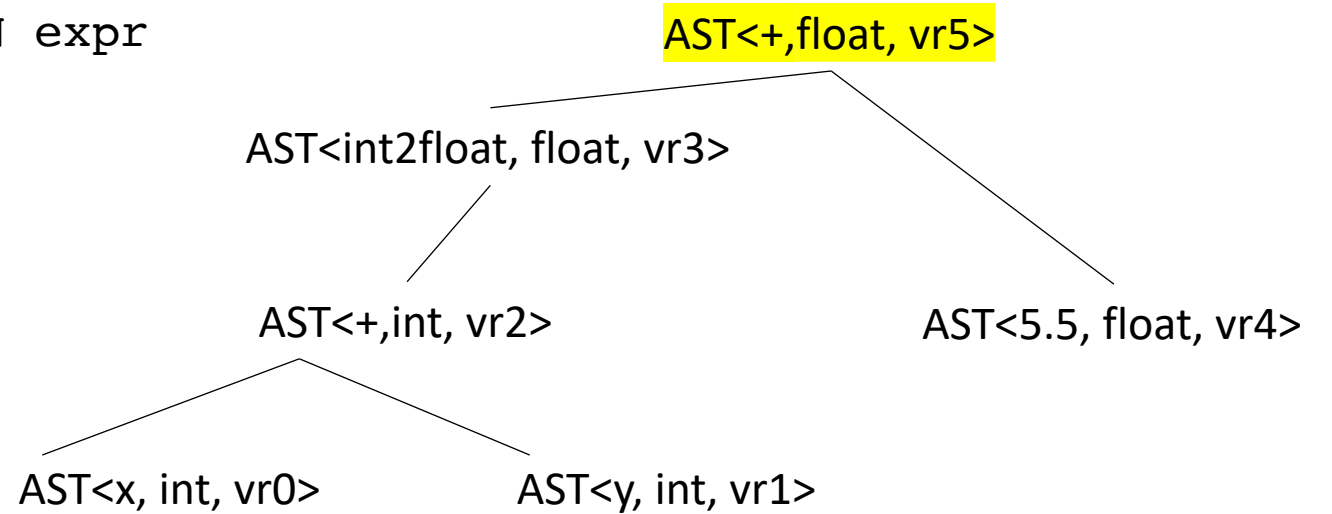 expr
AST<+,float, vr5>
AST<int2float, float, vr3>
AST<+,int, vr2>
AST<5.5, float, vr4>
AST<x, int, vr0>
AST<y, int, vr1>